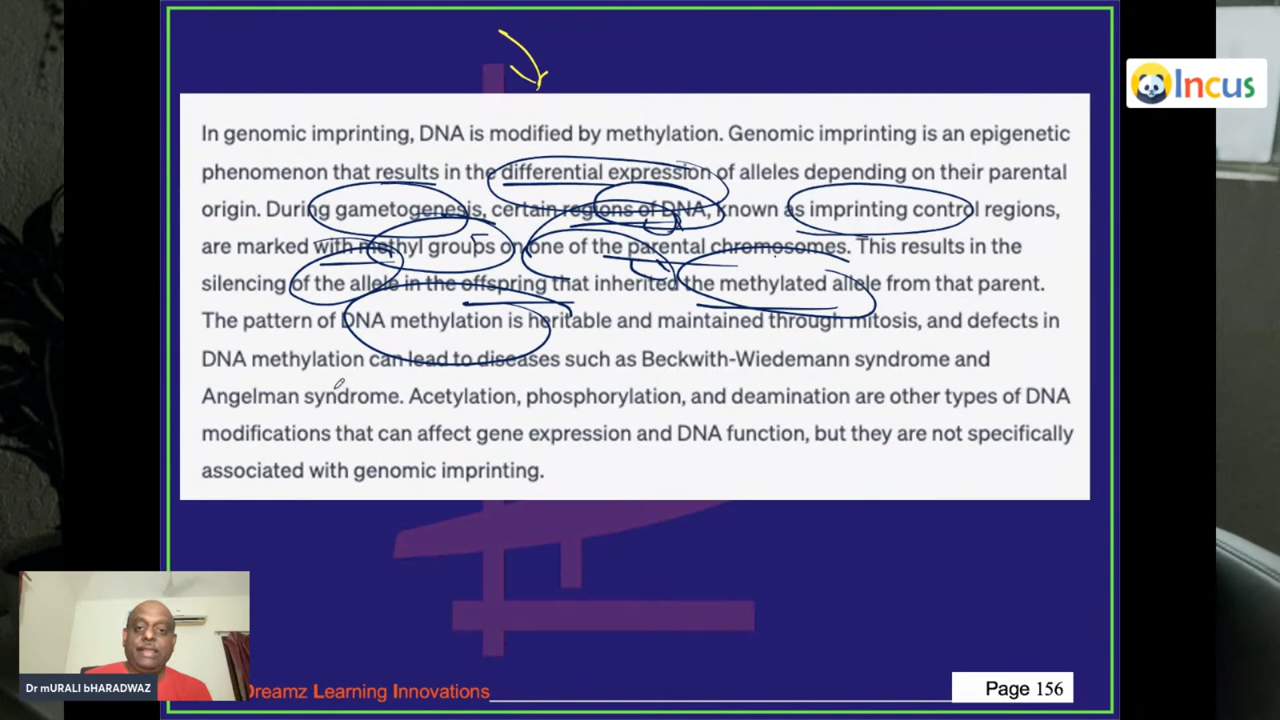 Incus
In genomic imprinting, DNA is modified by methylation. Genomic imprinting is an epigenetic
phenomenon that results in the differential expression of alleles depending on their parental
origin. During gametogenesis, certain regions of DNA, known as imprinting control regions,
are marked with methyl groups on one of the parental chromosomes. This results in the
silencing of the allele in the offspring that inherited the methylated allele from that parent.
The pattern of DNA methylation is heritable and maintained through mitosis, and defects in
DNA methylation can lead to diseases such as Beckwith-Wiedemann syndrome and
Angelman syndrome. Acetylation, phosphorylation, and deamination are other types of DNA
modifications that can affect gene expression and DNA function, but they are not specifically
associated with genomic imprinting.
Dr mURALI bHARADWAZ
Dreamz Learning Innovations
Page 156